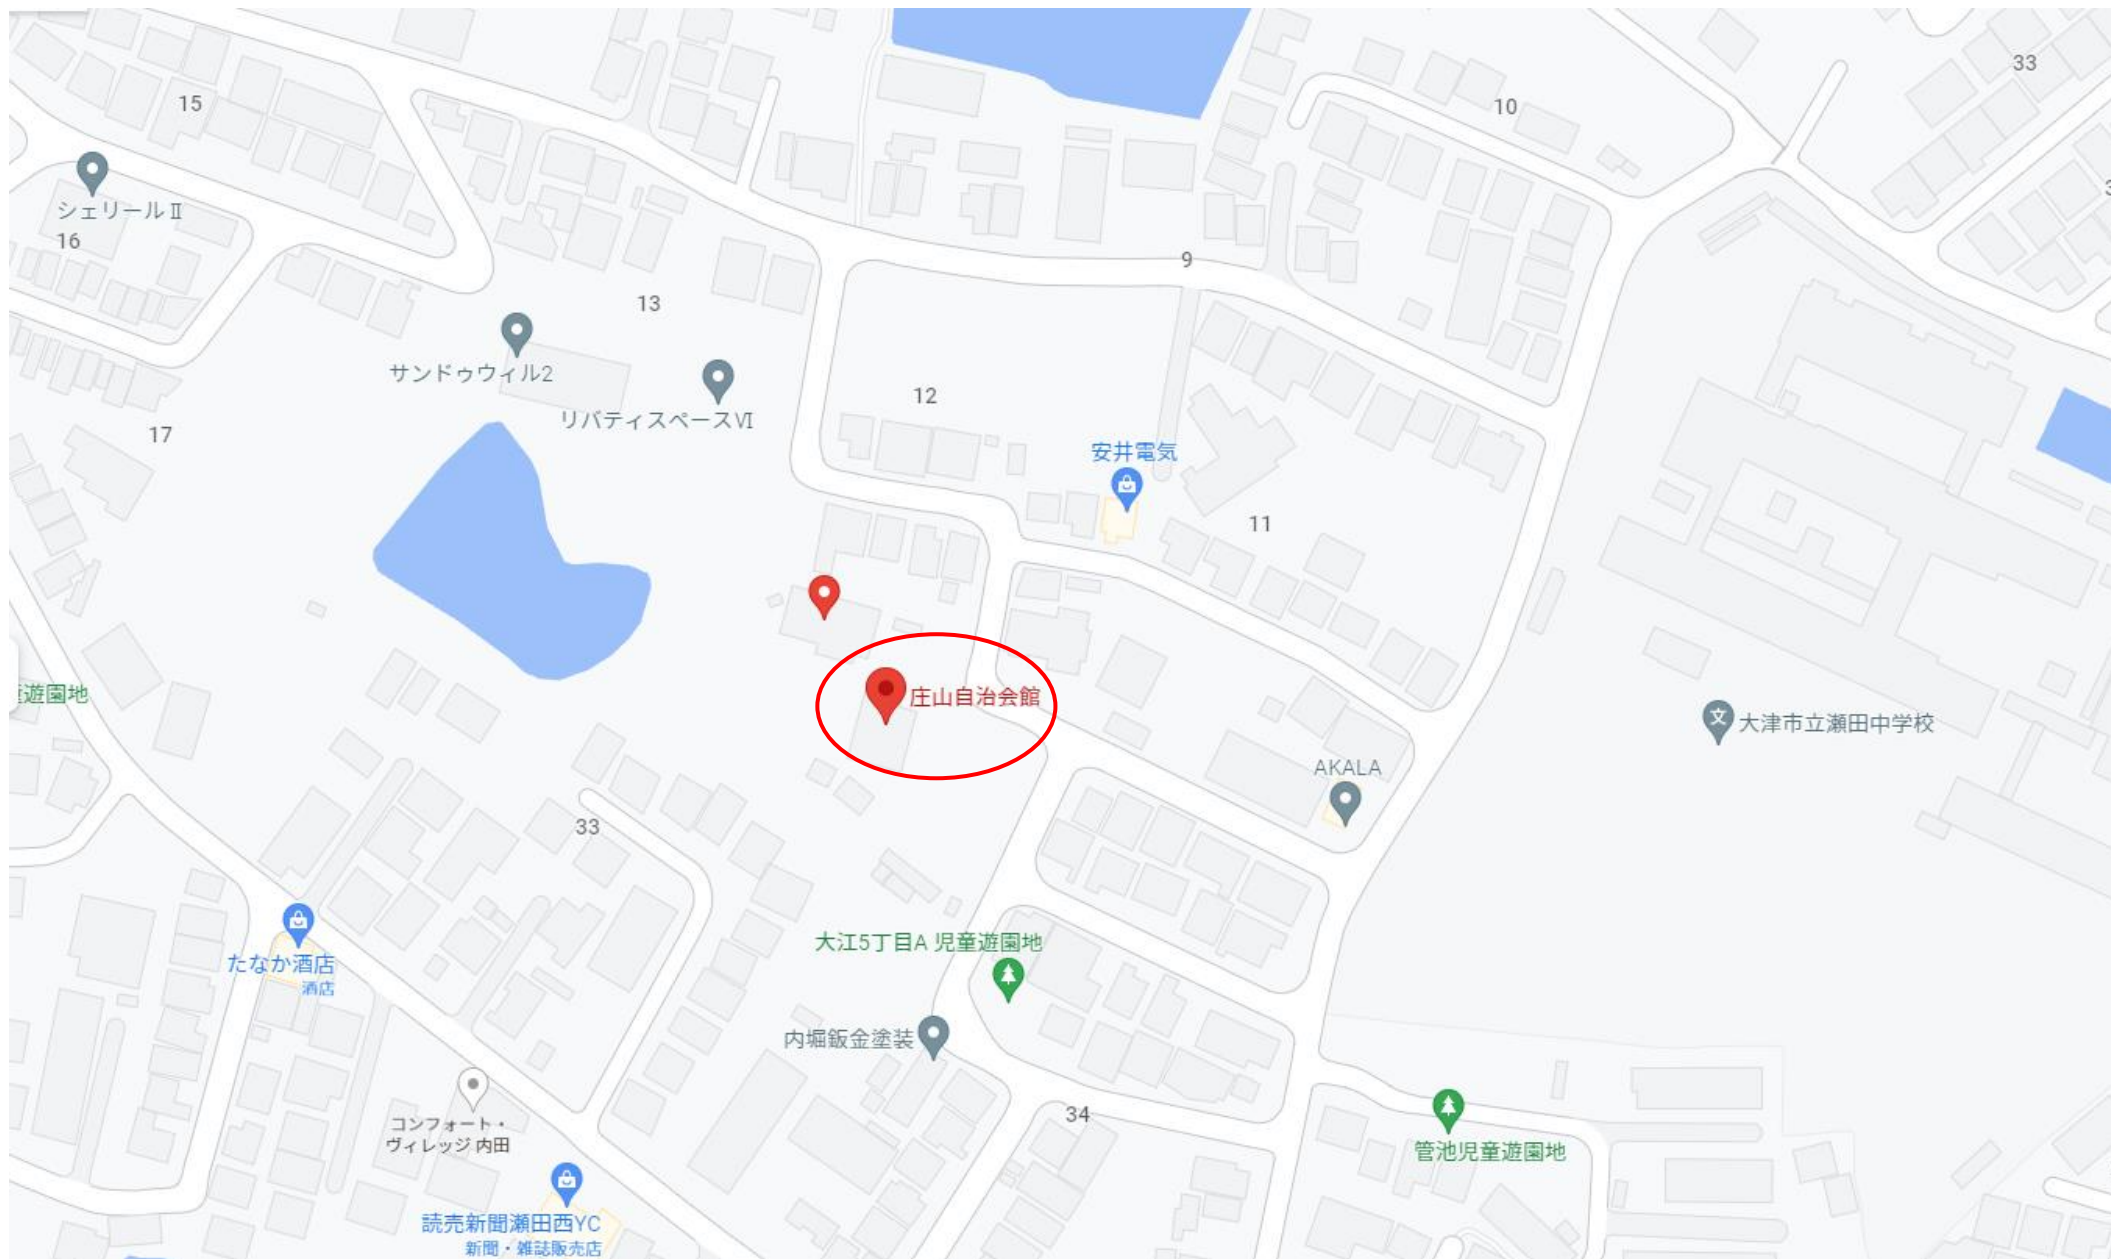 33
10
15
シェリールⅡ
16
9
13
サンドゥウィル2
リバティスペースⅥ
12
17
安井電気
11
庄山自治会館
遊園地
大津市立瀬田中学校
AKALA
33
大江5丁目A 児童遊園地
たなか酒店
酒店
内堀鈑金塗装
34
コンフォート・
ヴィレッジ 内田
管池児童遊園地
読売新聞瀬田西YC
新聞・雑誌販売店